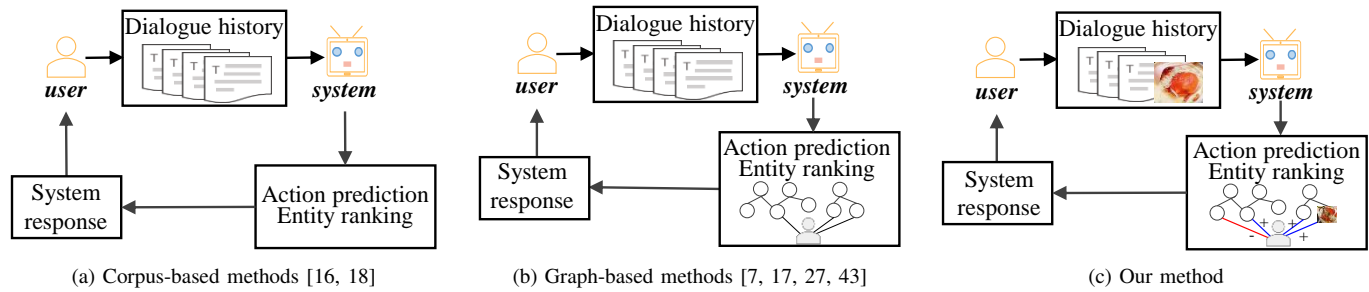 Dialogue history
T T T T
user
system
Action prediction
Entity ranking
System
response
(a) Corpus-based methods [16, 18]
Dialogue history
T T T T
user
system
Action prediction
Entity ranking
System
response
(b) Graph-based methods [7, 17, 27, 43]
Dialogue history
T T T
user
system
Action prediction
Entity ranking
System
response
- + + +
(c) Our method